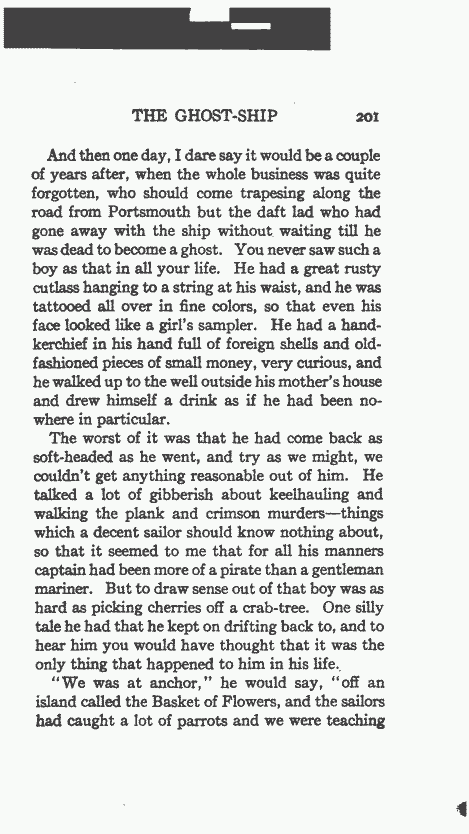 THE GHOST-SHIP 201
And then one day, I dare say it would be a couple
of years after, when the whole business was quite
forgotten, who should come trapesing along the
road from Portsmouth but the daft lad who had
gone away with the ship without waiting till he
was dead to become a ghost. You never saw such a
boy as that in all your life. He had a great rusty
cutlass hanging to a string at his waist, and he was
tattooed all over in fine colors, so that even his
face looked like a girl's sampler. He had a hand-
kerchief in his hand full of foreign shells and old-
fashioned pieces of small money, very curious, and
he walked up to the well outside his mother's house
and drew himself a drink as if he had been no-
where in particular.
The worst of it was that he had come back as
soft-headed as he went, and try as we might, we
couldn't get anything reasonable out of him. He
talked a lot of gibberish about keelhauling and
walking the plank and crimson murders—things
which a decent sailor should know nothing about,
so that it seemed to me that for all his manners
captain had been more of a pirate than a gentleman
mariner. But to draw sense out of that boy was as
hard as picking cherries off a crab-tree. One silly
tale he had that he kept on drifting back to, and to
hear him you would have thought that it was the
only thing that happened to him in his life.
"We was at anchor," he would say, "off an
island called the Basket of Flowers, and the sailors
had caught a lot of parrots and we were teaching